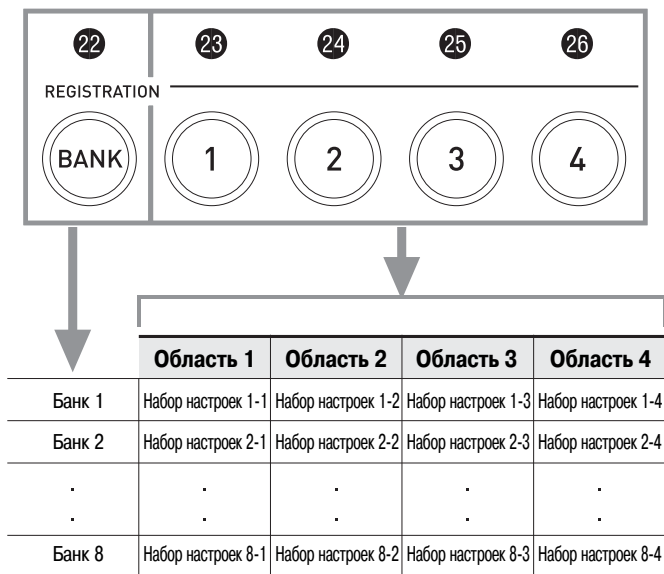 22 23 24 25 26
REGISTRATION
BANK 1 2 3 4
Область 1 Область 2 Область 3 Область 4
Банк 1 Набор настроек 1-1 Набор настроек 1-2 Набор настроек 1-3 Набор настроек 1-4
Банк 2 Набор настроек 2-1 Набор настроек 2-2 Набор настроек 2-3 Набор настроек 2-4
. . . . .
. . . . .
Банк 8 Набор настроек 8-1 Набор настроек 8-2 Набор настроек 8-3 Набор настроек 8-4